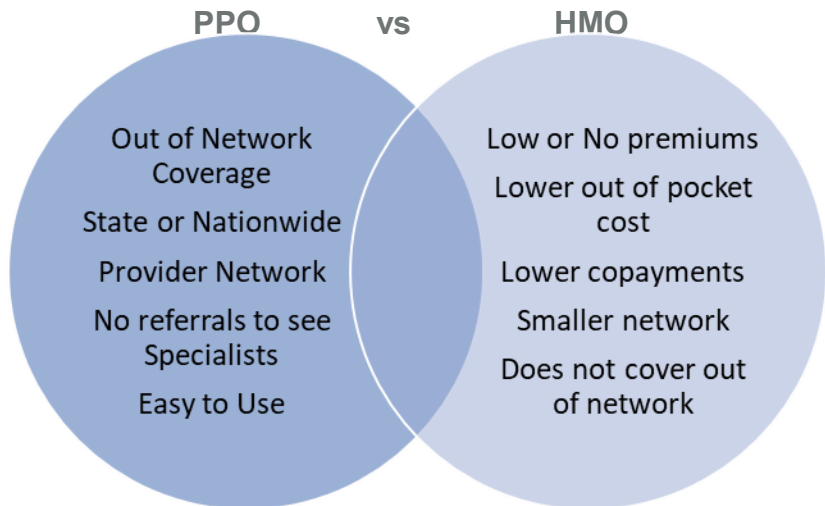 PPO vs HMO
Out of Network
Coverage
State or Nationwide
Provider Network
No referrals to see
Specialists
Easy to Use
Low or No premiums
Lower out of pocket
cost
Lower copayments
Smaller network
Does not cover out
of network